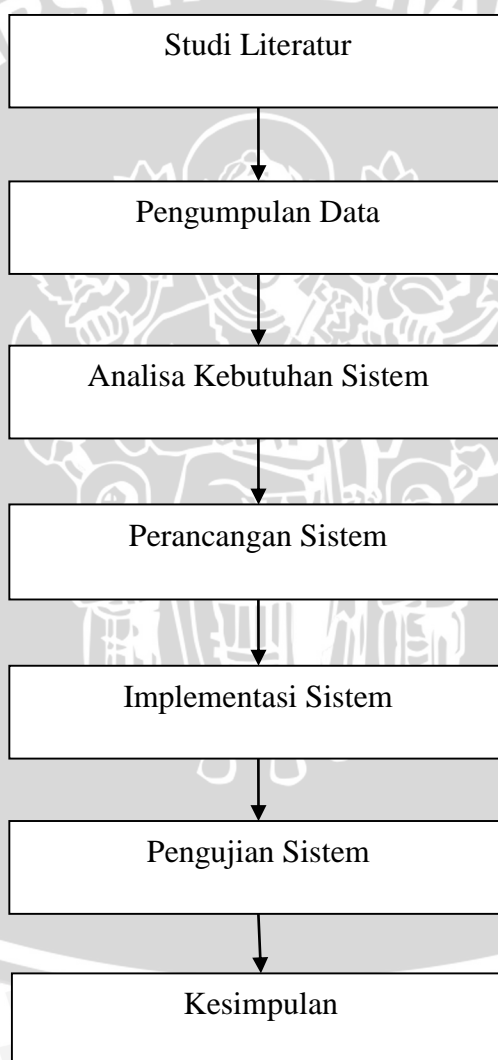 Studi Literatur
Pengumpulan Data
Analisa Kebutuhan Sistem
Perancangan Sistem
Implementasi Sistem
Pengujian Sistem
Kesimpulan